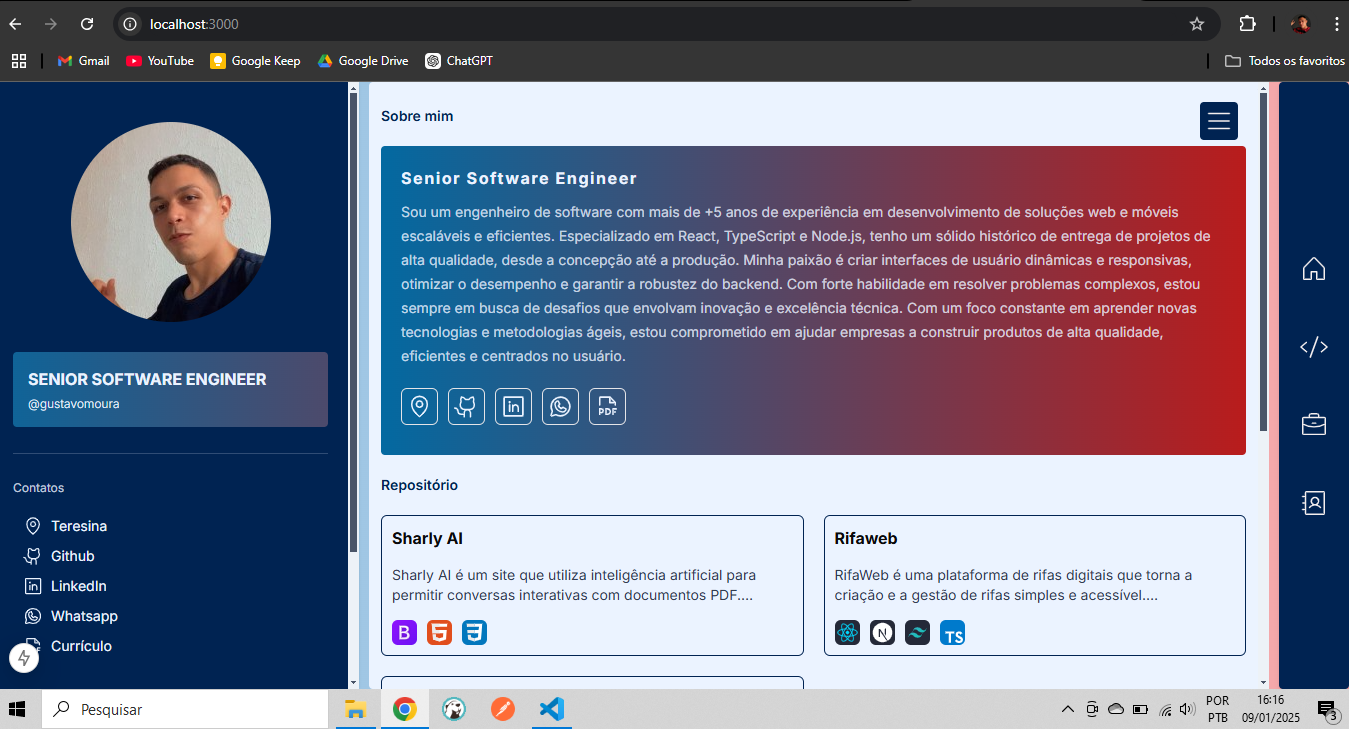 localhost:3000
Gmail
YouTube
Google Keep
Google Drive
ChatGPT
Todos os favoritos
SENIOR SOFTWARE ENGINEER
@gustavomoura
Contatos
Teresina
Github
LinkedIn
Whatsapp
Currículo
Sobre mim
Senior Software Engineer
Sou um engenheiro de software com mais de +5 anos de experiência em desenvolvimento de soluções web e móveis
escaláveis e eficientes. Especializado em React, TypeScript e Node.js, tenho um sólido histórico de entrega de projetos de
alta qualidade, desde a concepção até a produção. Minha paixão é criar interfaces de usuário dinâmicas e responsivas,
otimizar o desempenho e garantir a robustez do backend. Com forte habilidade em resolver problemas complexos, estou
sempre em busca de desafios que envolvam inovação e excelência técnica. Com um foco constante em aprender novas
tecnologias e metodologias ágeis, estou comprometido em ajudar empresas a construir produtos de alta qualidade,
eficientes e centrados no usuário.
PDF
Repositório
Sharly AI
Sharly AI é um site que utiliza inteligência artificial para
permitir conversas interativas com documentos PDF....
B
Rifaweb
RifaWeb é uma plataforma de rifas digitais que torna a
criação e a gestão de rifas simples e acessível....
N
TS
Pesquisar
POR
PTB
16:16
09/01/2025
3